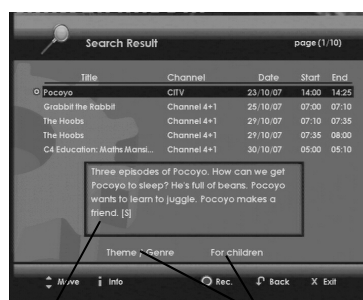 Search Result page (1/10)
Title Channel Date Start End
Pocoyo CITV 23/10/07 14:00 14:25
Grabbit the Rabbit Channel 4+1 25/10/07 07:00 07:10
The Hoobs Channel 4+1 29/10/07 07:10 07:35
The Hoobs Channel 4+1 29/10/07 07:35 08:00
C4 Education: Maths Mansi... Channel 4+1 30/10/07 05:00 05:10
Three episodes of Pocoyo. How can we get
Pocoyo to sleep? He's full of beans. Pocoyo
wants to learn to juggle. Pocoyo makes a
friend. [S]
Theme / Genre For children
Move i Info Rec. Back X Exit